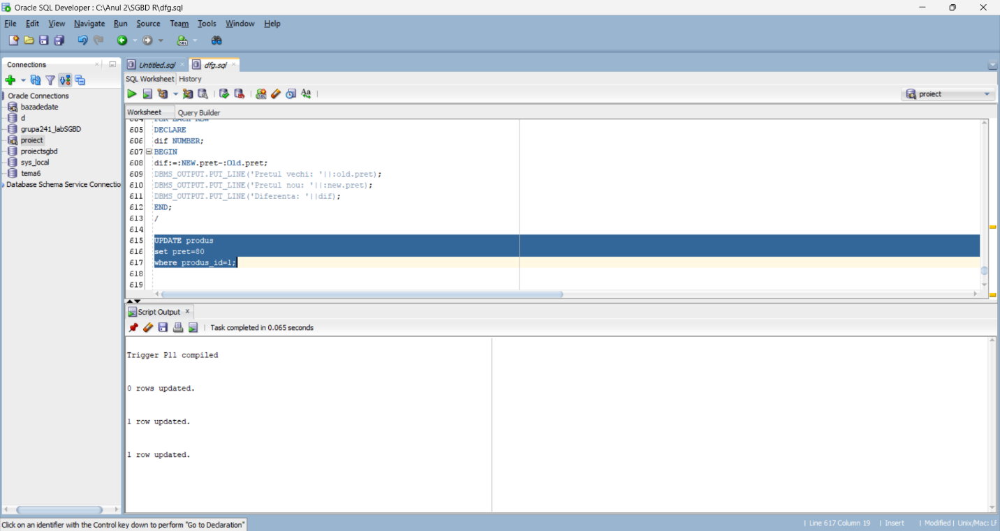 Oracle SQL Developer : C:\Anul 2\SGBD R\dfg.sql
File Edit View Navigate Run Source Team Tools Window Help
Connections
Untitled.sql
dfg.sql
SQL Worksheet History
proiect
Worksheet Query Builder
Oracle Connections
bazadedate
d
grupa241_labSGBD
proiect
proiectsgbd
sys_local
tema6
Database Schema Service Connectio
604 FOR EACH ROW
605 DECLARE
606 dif NUMBER;
607 BEGIN
608 dif:=:NEW.pret-:Old.pret;
609 DBMS_OUTPUT.PUT_LINE('Pretul vechi: '||:old.pret);
610 DBMS_OUTPUT.PUT_LINE('Pretul nou: '||:new.pret);
611 DBMS_OUTPUT.PUT_LINE('Diferenta: '||dif);
612 END;
613 /
614
615 UPDATE produs
616 set pret=80
617 where produs_id=1;
618
619
Script Output x
Task completed in 0.065 seconds
Trigger P11 compiled
0 rows updated.
1 row updated.
1 row updated.
Click on an identifier with the Control key down to perform "Go to Declaration"
| Line 617 Column 19 | Insert | Modified | Unix/Mac: LF